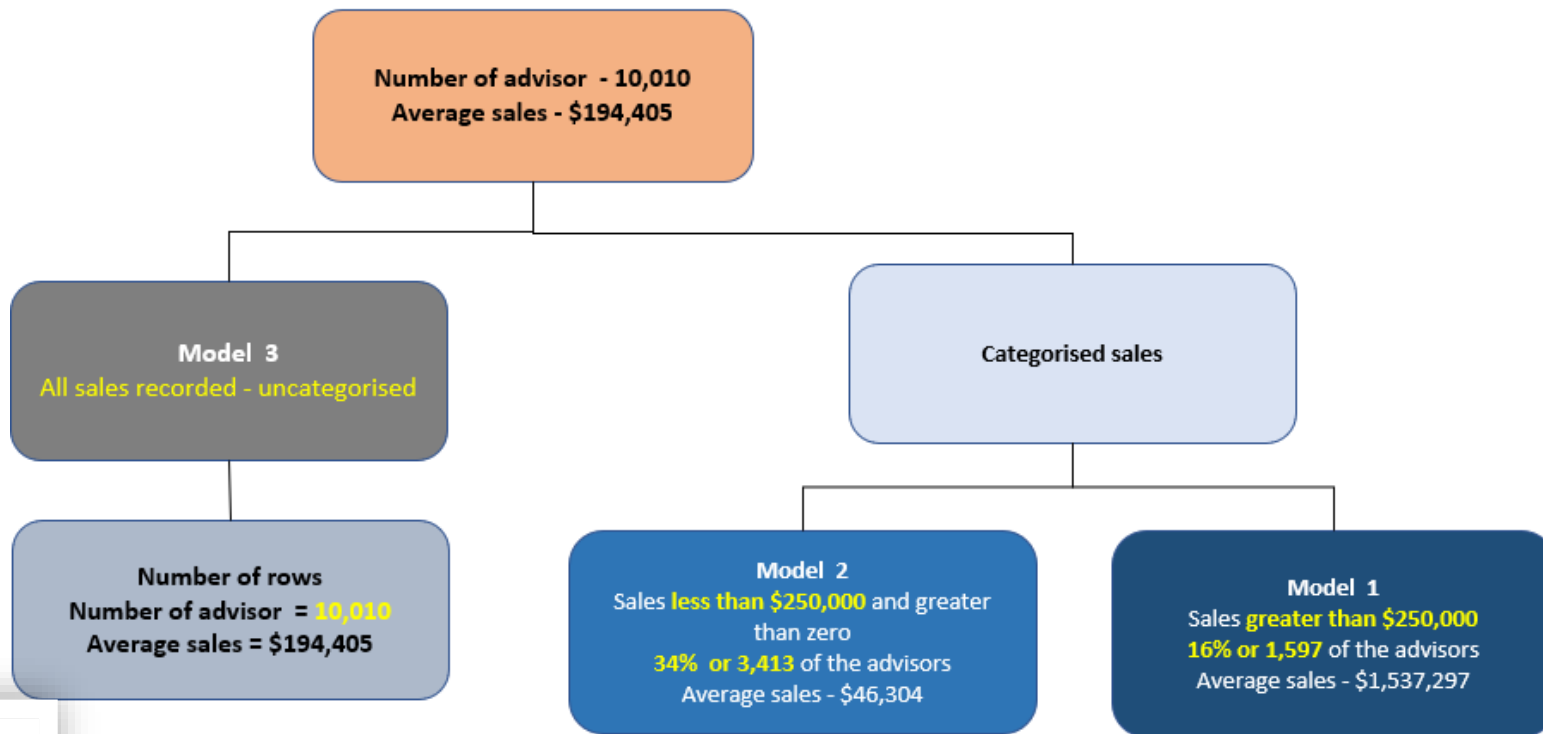 Number of advisor - 10,010
Average sales - $194,405
Model 3
All sales recorded - uncategorised
Categorised sales
Number of rows
Number of advisor = 10,010
Average sales = $194,405
Model 2
Sales less than $250,000 and greater
than zero
34% or 3,413 of the advisors
Average sales - $46,304
Model 1
Sales greater than $250,000
16% or 1,597 of the advisors
Average sales - $1,537,297